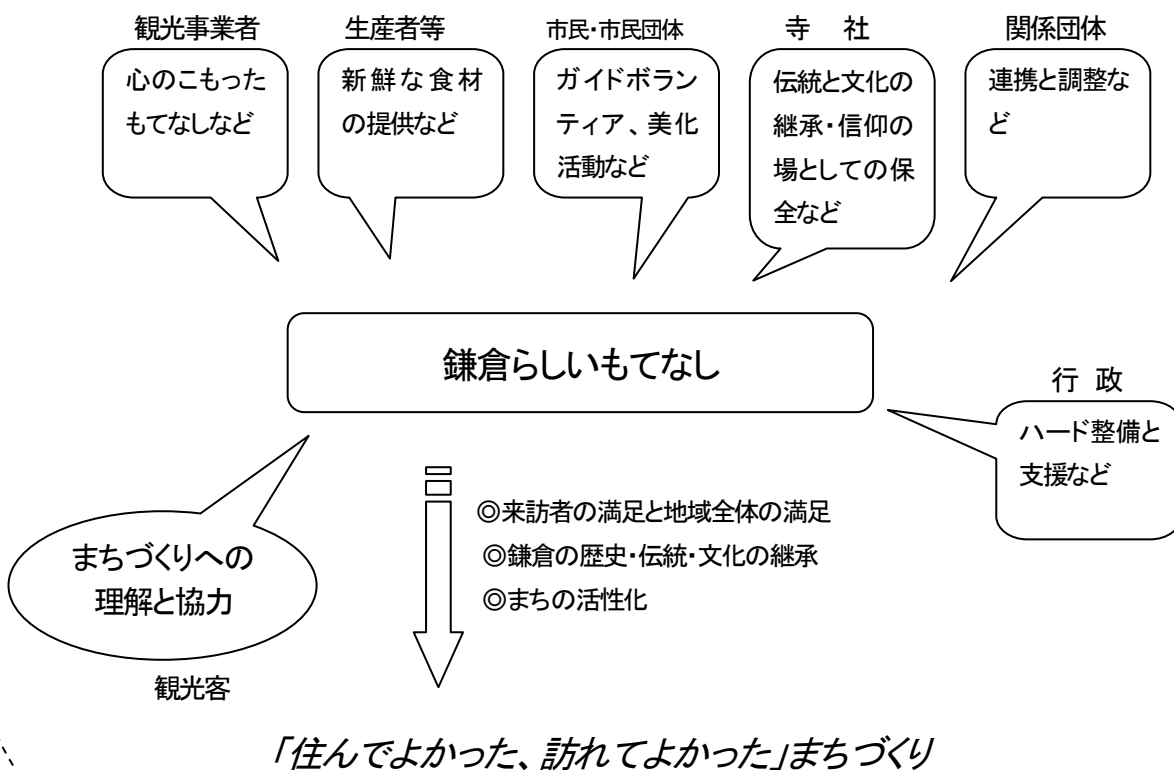 観光事業者
心のこもった
もてなしなど
生産者等
新鮮な食材
の提供など
市民・市民団体
ガイドボラン
ティア、美化
活動など
寺 社
伝統と文化の
継承・信仰の
場としての保
全など
関係団体
連携と調整な
ど
鎌倉らしいもてなし
行 政
ハード整備と
支援など
◎来訪者の満足と地域全体の満足
◎鎌倉の歴史・伝統・文化の継承
◎まちの活性化
まちづくりへの
理解と協力
観光客
「住んでよかった、訪れてよかった」まちづくり